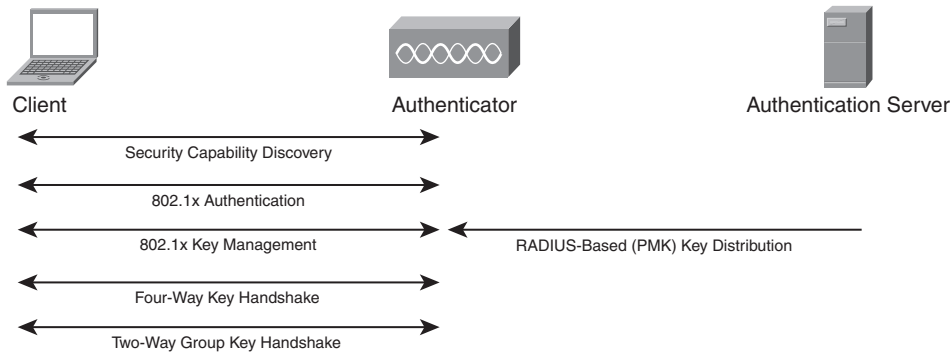 Client
Authenticator
Authentication Server
Security Capability Discovery
802.1x Authentication
802.1x Key Management
RADIUS-Based (PMK) Key Distribution
Four-Way Key Handshake
Two-Way Group Key Handshake